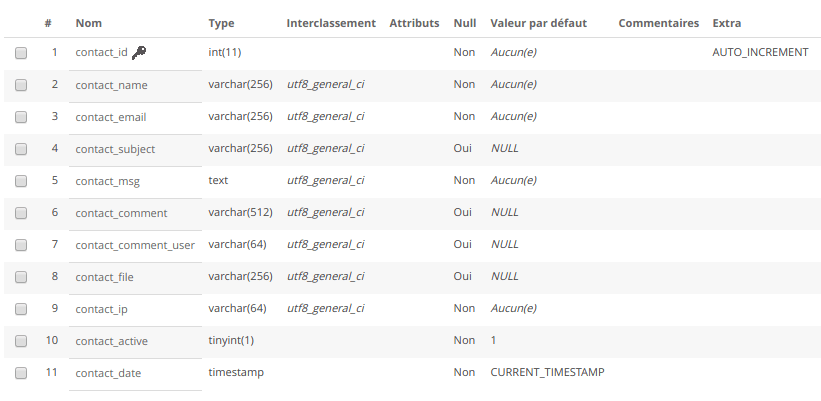 # Nom Type Interclassement Attributs Null Valeur par défaut Commentaires Extra
1 contact_id int(11) Non Aucun(e) AUTO_INCREMENT
2 contact_name varchar(256) utf8_general_ci Non Aucun(e)
3 contact_email varchar(256) utf8_general_ci Non Aucun(e)
4 contact_subject varchar(256) utf8_general_ci Oui NULL
5 contact_msg text utf8_general_ci Non Aucun(e)
6 contact_comment varchar(512) utf8_general_ci Oui NULL
7 contact_comment_user varchar(64) utf8_general_ci Oui NULL
8 contact_file varchar(256) utf8_general_ci Oui NULL
9 contact_ip varchar(64) utf8_general_ci Non Aucun(e)
10 contact_active tinyint(1) Non 1
11 contact_date timestamp Non CURRENT_TIMESTAMP